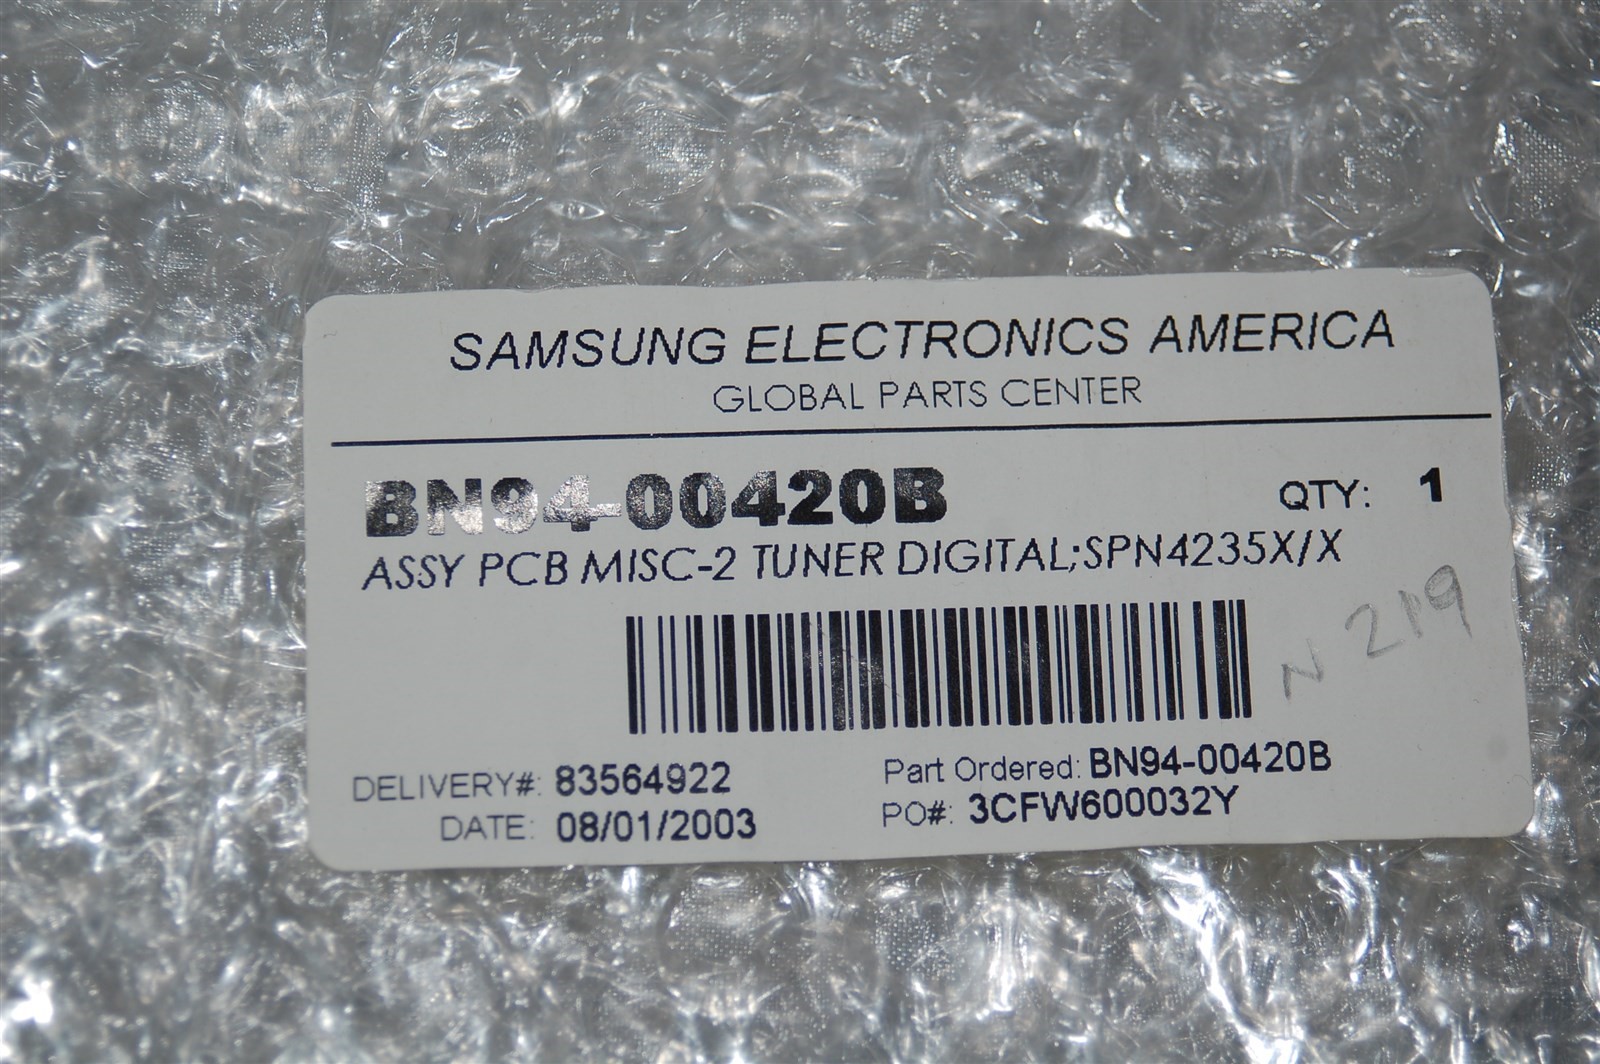 SAMSUNG ELECTRONICS AMERICA
GLOBAL PARTS CENTER
BN94-00420B QTY: 1
ASSY PCB MISC-2 TUNER DIGITAL;SPN4235X/X
N 219
DELIVERY#: 83564922 Part Ordered: BN94-00420B
DATE: 08/01/2003 PO#: 3CFW600032Y